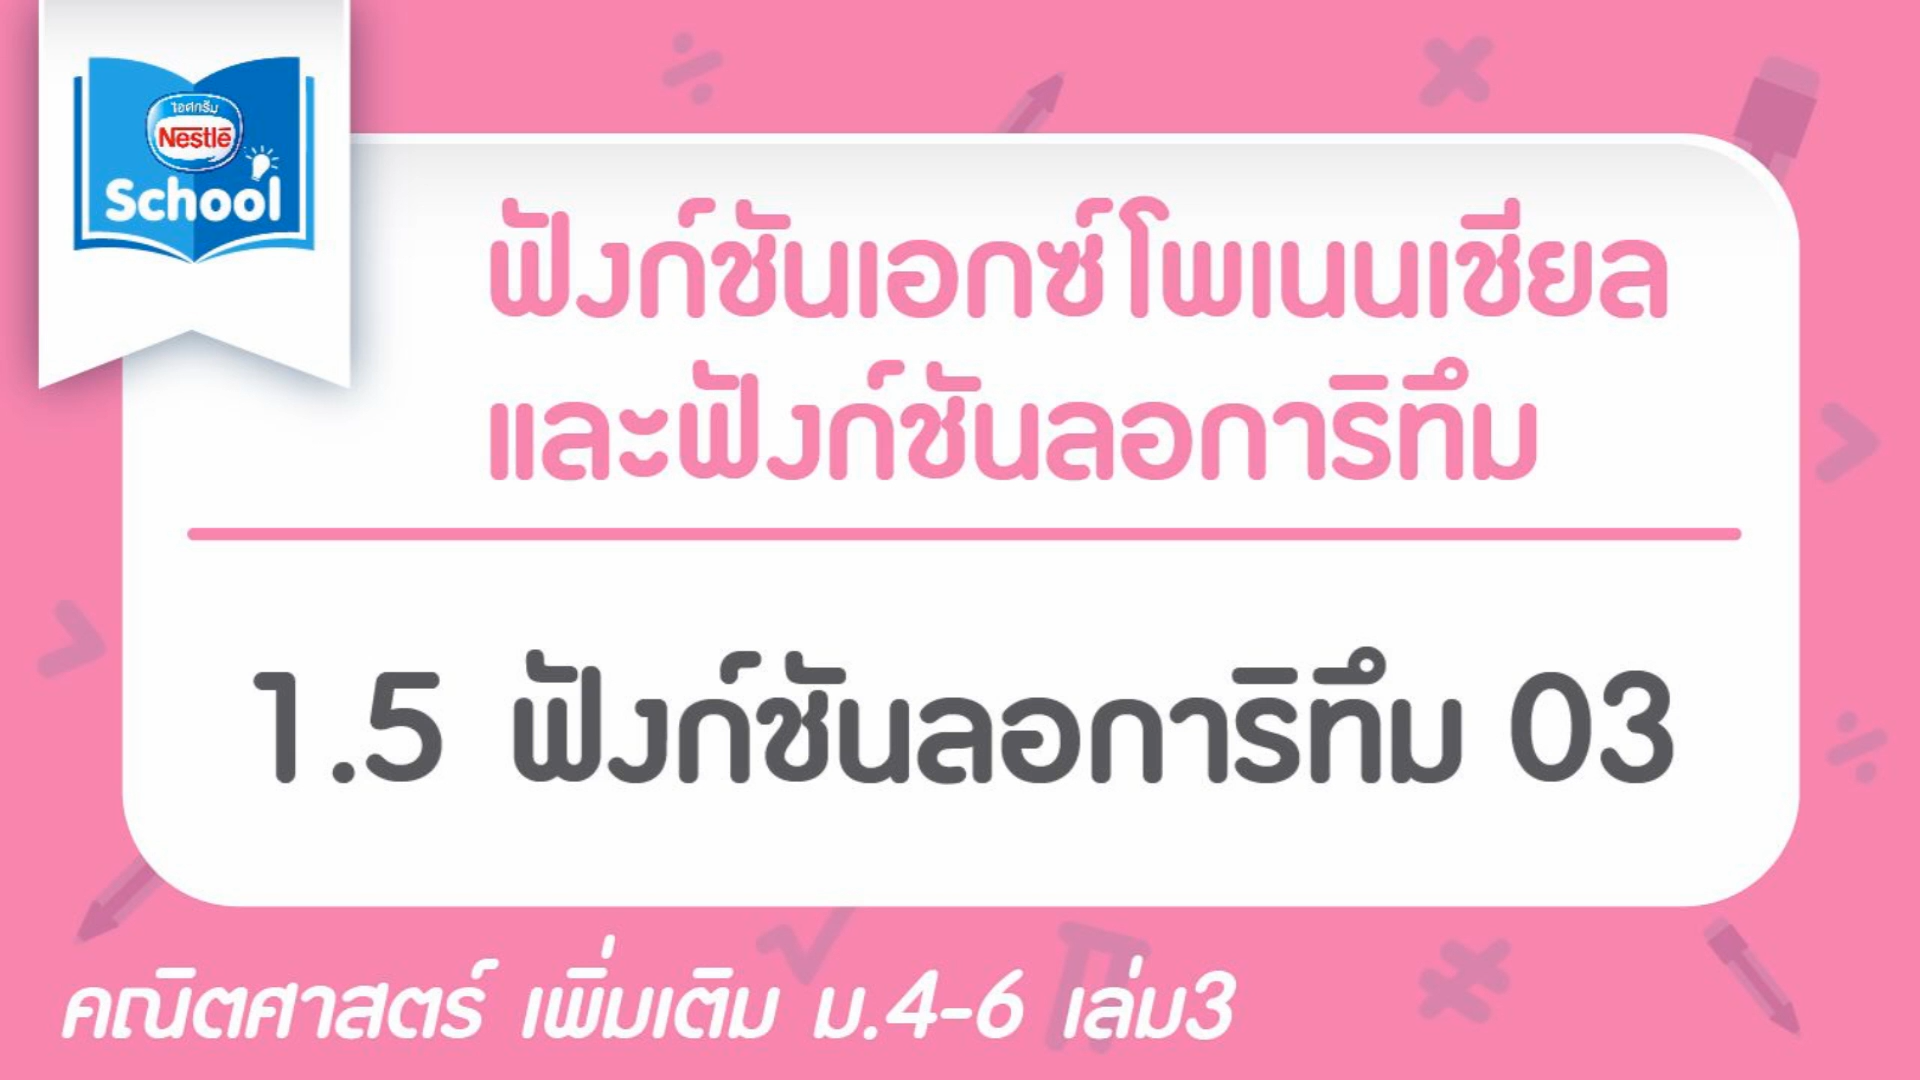 ไอศกรีม
Nestlē
School
ฟังก์ชันเอกซ์โพเนนเชียล
และฟังก์ชันลอการิทึม
1.5 ฟังก์ชันลอการิทึม 03
คณิตศาสตร์ เพิ่มเติม ม.4-6 เล่ม3